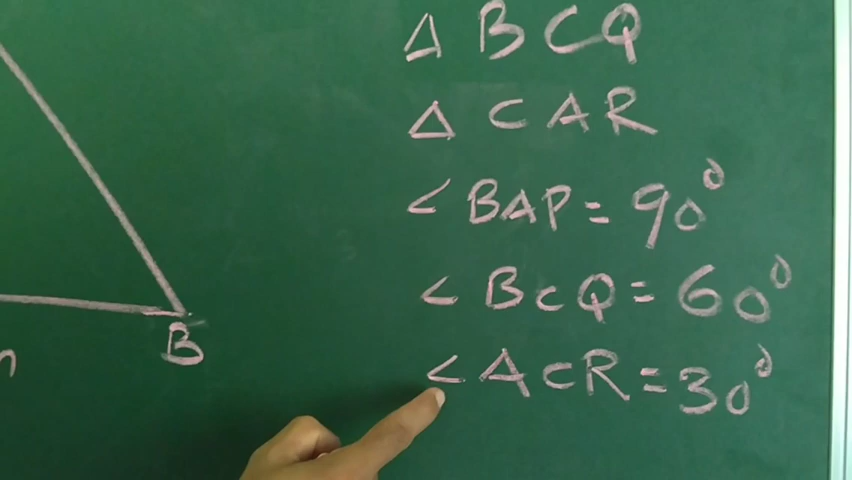 Δ BCQ
Δ CAR
< BAP = 90°
< BCQ = 60°
< ACR = 30°
B